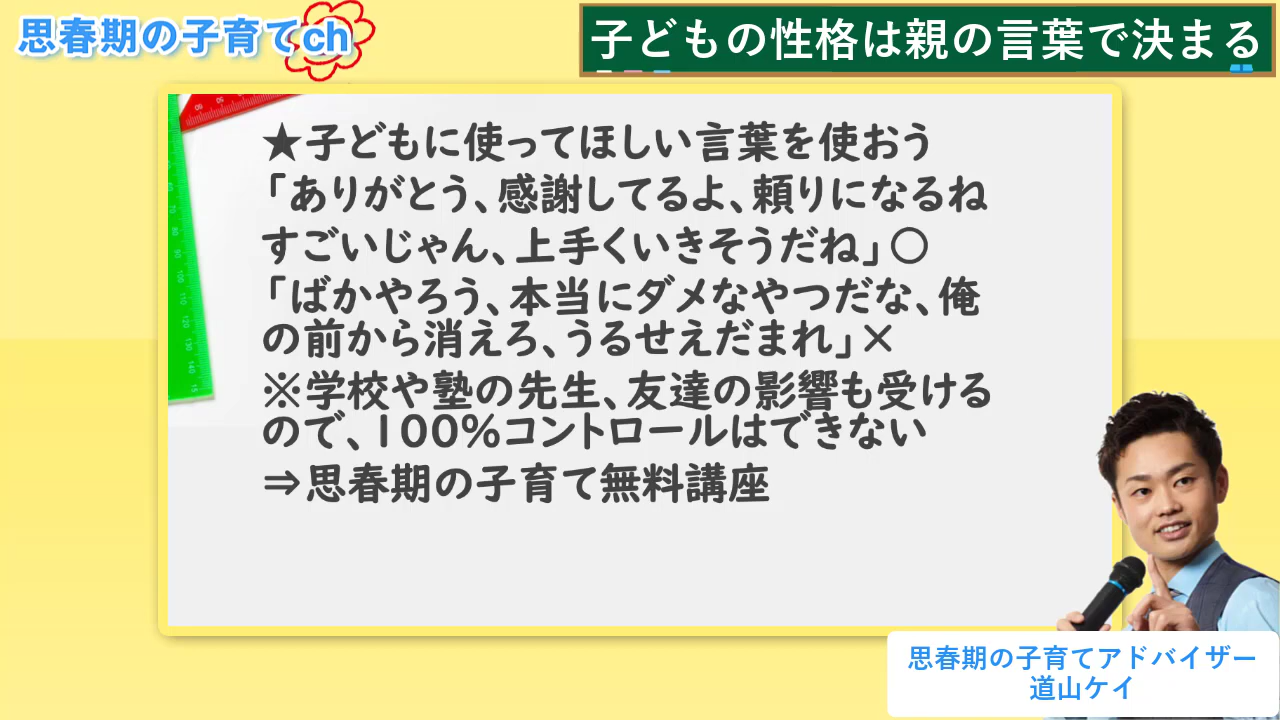 思春期の子育てch
子どもの性格は親の言葉で決まる
★子どもに使ってほしい言葉を使おう
「ありがとう、感謝してるよ、頼りになるね
すごいじゃん、上手くいきそうだね」〇
「ばかやろう、本当にダメなやつだな、俺
の前から消えろ、うるせえだまれ」×
※学校や塾の先生、友達の影響も受ける
ので、100%コントロールはできない
⇒思春期の子育て無料講座
思春期の子育てアドバイザー
道山ケイ